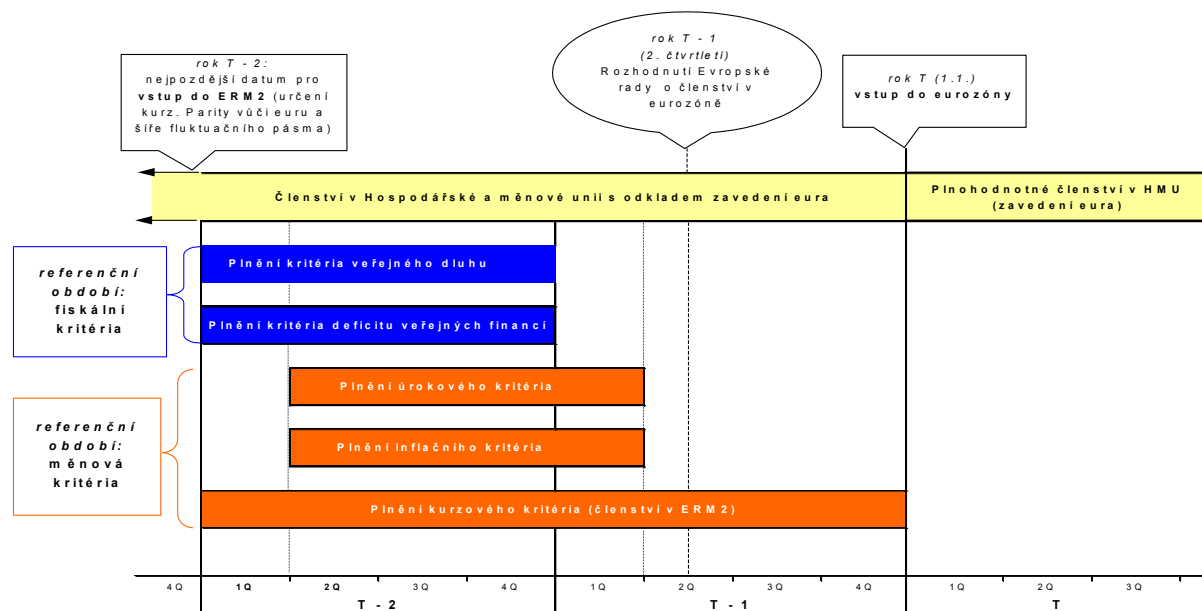 rok T - 2:
nejpozdější datum pro
vstup do ERM2 (určení
kurz. Parity vůči euru a
šíře fluktuačního pásma)
rok T - 1
(2. čtvrtletí)
Rozhodnutí Evropské
rady o členství v
eurozóně
rok T (1.1.)
vstup do eurozóny
Členství v Hospodářské a měnové unii s odkladem zavedení eura
Plnohodnotné členství v HMU
(zavedení eura)
referenční
období:
fiskální
kritéria
Plnění kritéria veřejného dluhu
Plnění kritéria deficitu veřejných financí
referenční
období:
měnová
kritéria
Plnění úrokového kritéria
Plnění inflačního kritéria
Plnění kurzového kritéria (členství v ERM2)
4Q 1Q 2Q 3Q 4Q 1Q 2Q 3Q 4Q 1Q 2Q 3Q
T - 2 T - 1 T